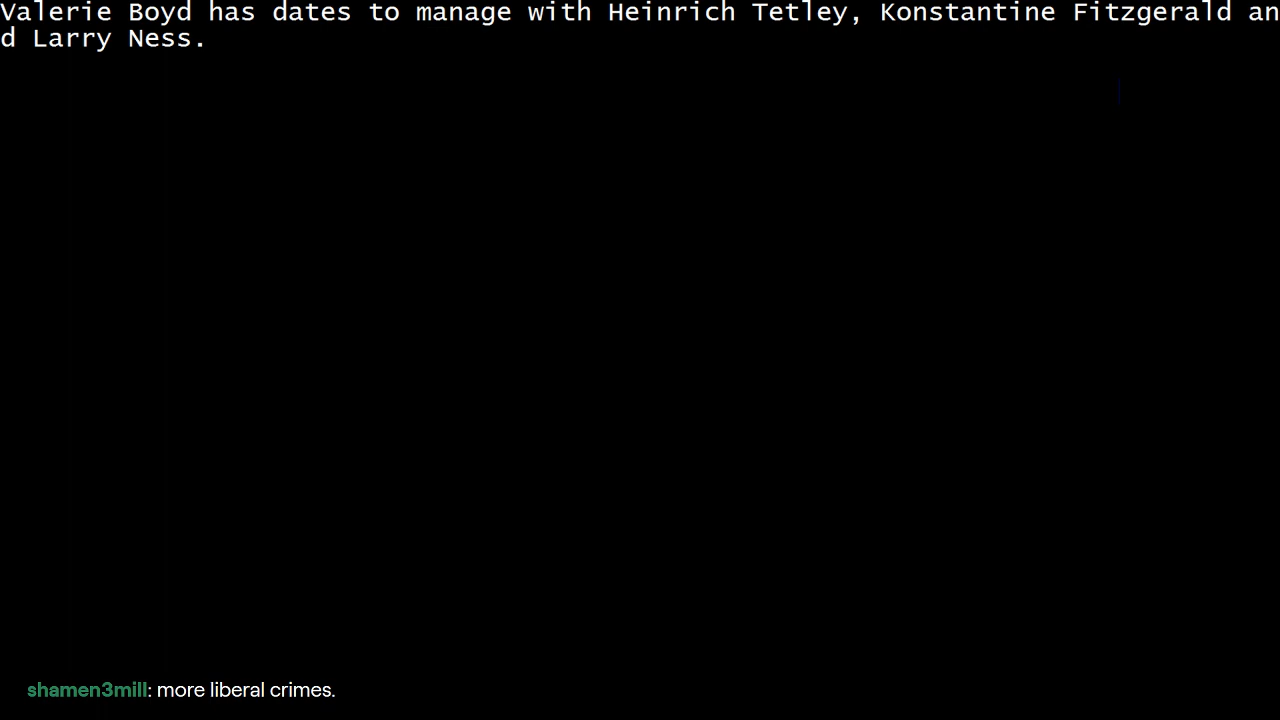 Valerie Boyd has dates to manage with Heinrich Tetley, Konstantine Fitzgerald an
d Larry Ness.
shamen3mill: more liberal crimes.